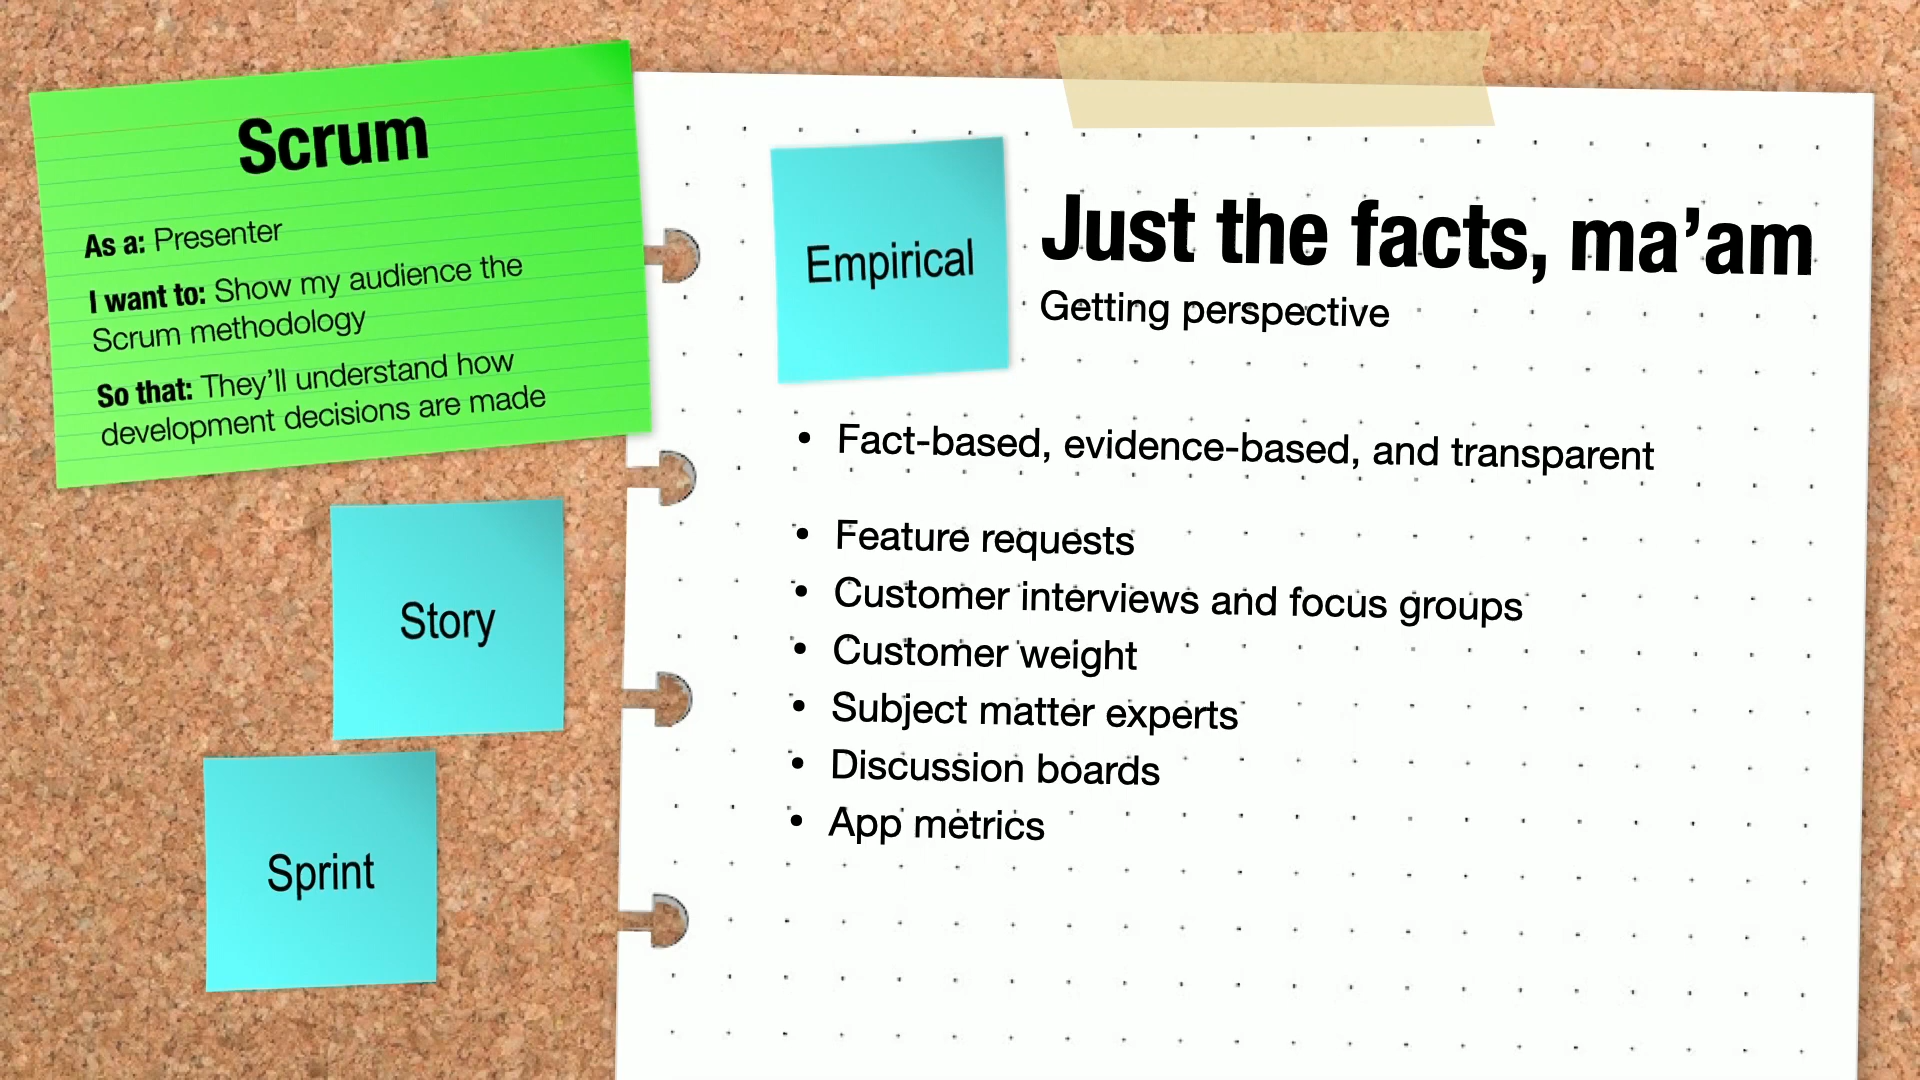 Scrum
As a: Presenter
I want to: Show my audience the
Scrum methodology
So that: They’ll understand how
development decisions are made
Story
Sprint
Empirical
Just the facts, ma’am
Getting perspective
• Fact-based, evidence-based, and transparent
• Feature requests
• Customer interviews and focus groups
• Customer weight
• Subject matter experts
• Discussion boards
• App metrics